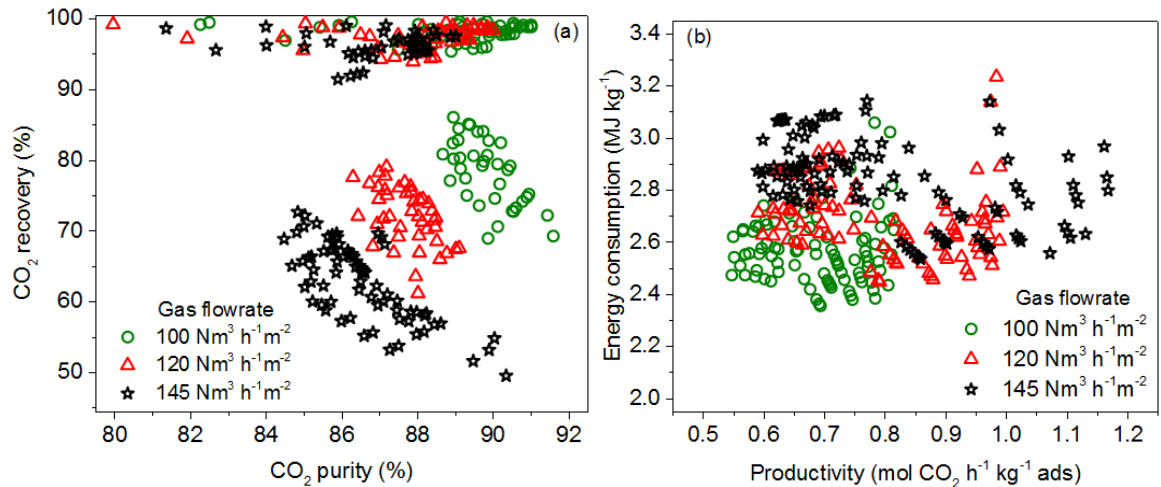 (a)
100
90
80
70
60
50
CO₂ recovery (%)
Gas flowrate
100 Nm³ h⁻¹m⁻²
120 Nm³ h⁻¹m⁻²
145 Nm³ h⁻¹m⁻²
80 82 84 86 88 90 92
CO₂ purity (%)
(b)
3.4
3.2
3.0
2.8
2.6
2.4
2.2
2.0
Energy consumption (MJ kg⁻¹)
Gas flowrate
100 Nm³ h⁻¹m⁻²
120 Nm³ h⁻¹m⁻²
145 Nm³ h⁻¹m⁻²
0.5 0.6 0.7 0.8 0.9 1.0 1.1 1.2
Productivity (mol CO₂ h⁻¹ kg⁻¹ ads)